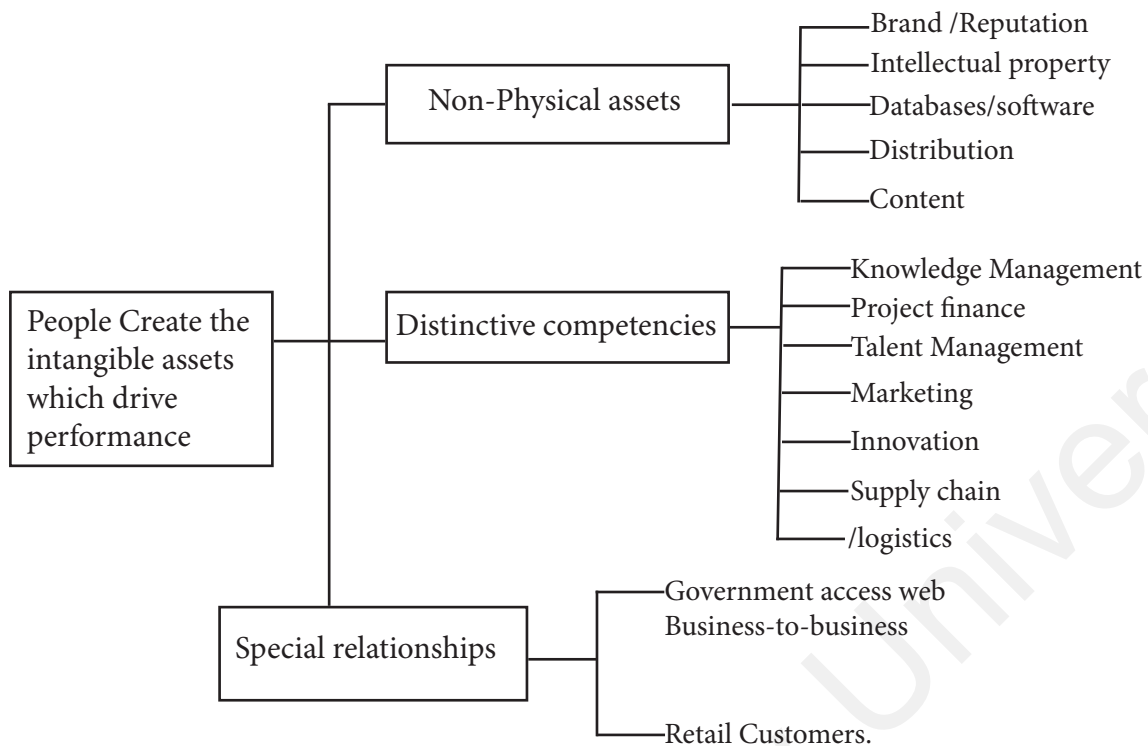 Brand /Reputation
Intellectual property
Non-Physical assets
Databases/software
Distribution
Content
Knowledge Management
People Create the
intangible assets
which drive
performance
Distinctive competencies
Project finance
Talent Management
Marketing
Innovation
Supply chain
/logistics
Government access web
Business-to-business
Special relationships
Retail Customers.
Univer